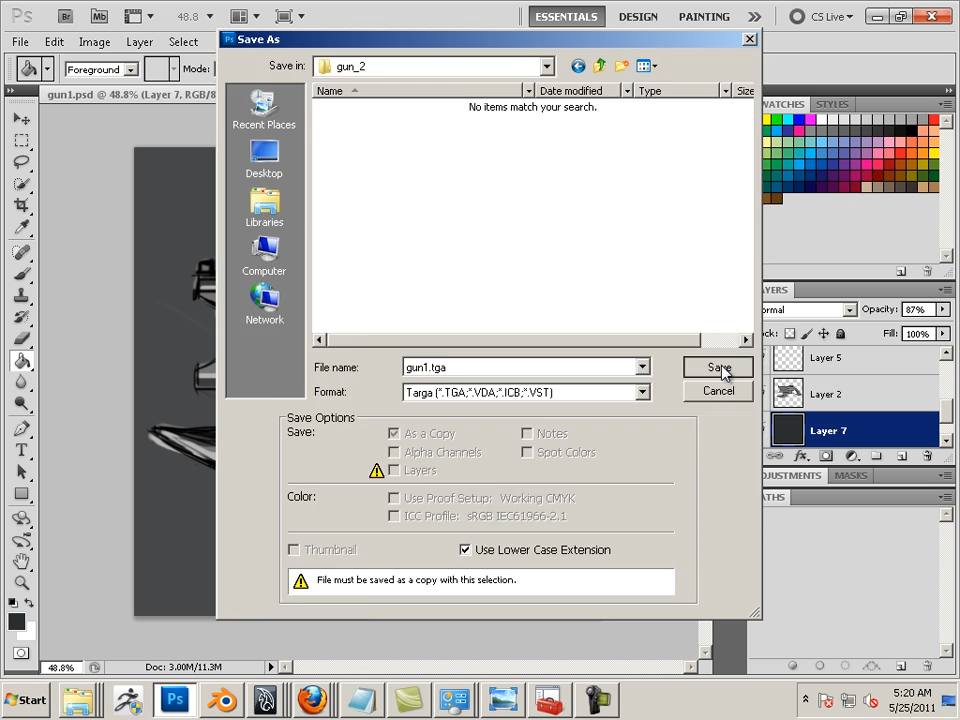 Ps Br Mb 48.8 ESSENTIALS DESIGN PAINTING CS Live
File Edit Image Layer Select
Save As
Foreground Mode:
Save in: gun_2
gun1.psd @ 48.8% (Layer 7, RGB/8
Name Date modified Type Size
No items match your search.
Recent Places
Desktop
Libraries
Computer
Network
File name: gun1.tga Save
Format: Targa (*.TGA;*.VDA;*.ICB;*.VST) Cancel
Save Options
Save: As a Copy Notes
Alpha Channels Spot Colors
Layers
Color: Use Proof Setup: Working CMYK
ICC Profile: sRGB IEC61966-2.1
Thumbnail Use Lower Case Extension
File must be saved as a copy with this selection.
WATCHES STYLES
AYERS
ormal Opacity: 87%
ck: Fill: 100%
Layer 5
Layer 2
Layer 7
ADJUSTMENTS MASKS
ATHS
48.8% Doc: 3.00M/11.3M
Start Ps 5:20 AM
5/25/2011